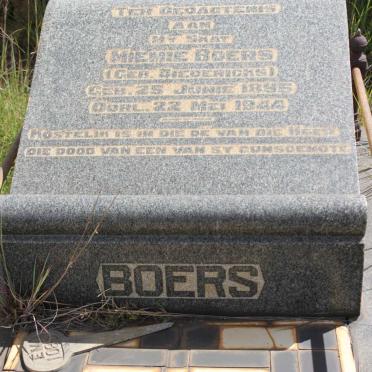 TER GEDAGTENIS
AAN
MY SKAT
MIEMIE BOERS
(GEB. DIEDERICKS)
GEB. 25 JUNIE 1895
OORL. 22 MEI 1944
KOSTELIK IS IN DIE OË VAN DIE HEER
DIE DOOD VAN EEN VAN SY GUNSGENOTE
BOERS